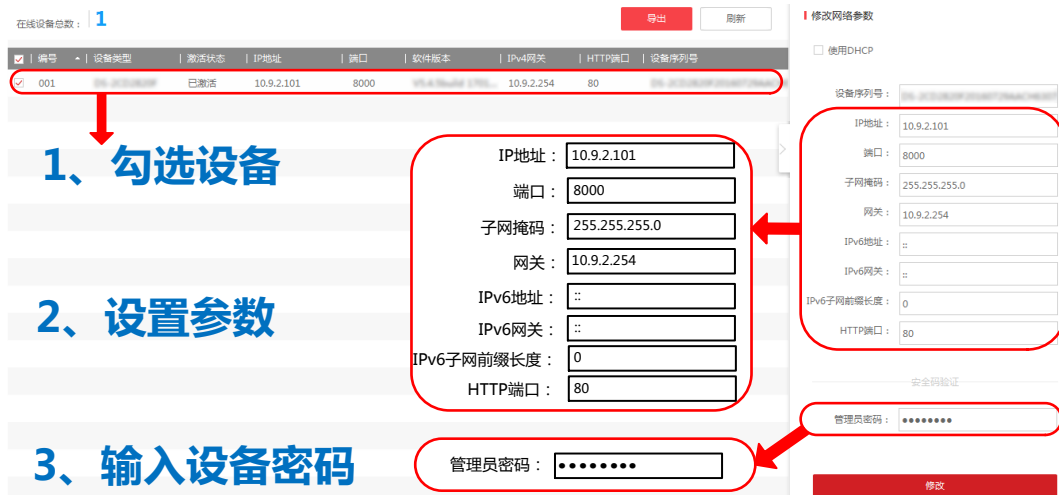 在线设备总数： 1
导出
刷新
编号 设备类型 激活状态 IP地址 端口 软件版本 IPv4网关 HTTP端口 设备序列号
001 已激活 10.9.2.101 8000 10.9.2.254 80
1、勾选设备
2、设置参数
3、输入设备密码
IP地址： 10.9.2.101
端口： 8000
子网掩码： 255.255.255.0
网关： 10.9.2.254
IPv6地址： ::
IPv6网关： ::
IPv6子网前缀长度： 0
HTTP端口： 80
管理员密码： ●●●●●●●●
修改网络参数
使用DHCP
设备序列号：
IP地址： 10.9.2.101
端口： 8000
子网掩码： 255.255.255.0
网关： 10.9.2.254
IPv6地址： ::
IPv6网关： ::
IPv6子网前缀长度： 0
HTTP端口： 80
安全码验证
管理员密码： ●●●●●●●●
修改